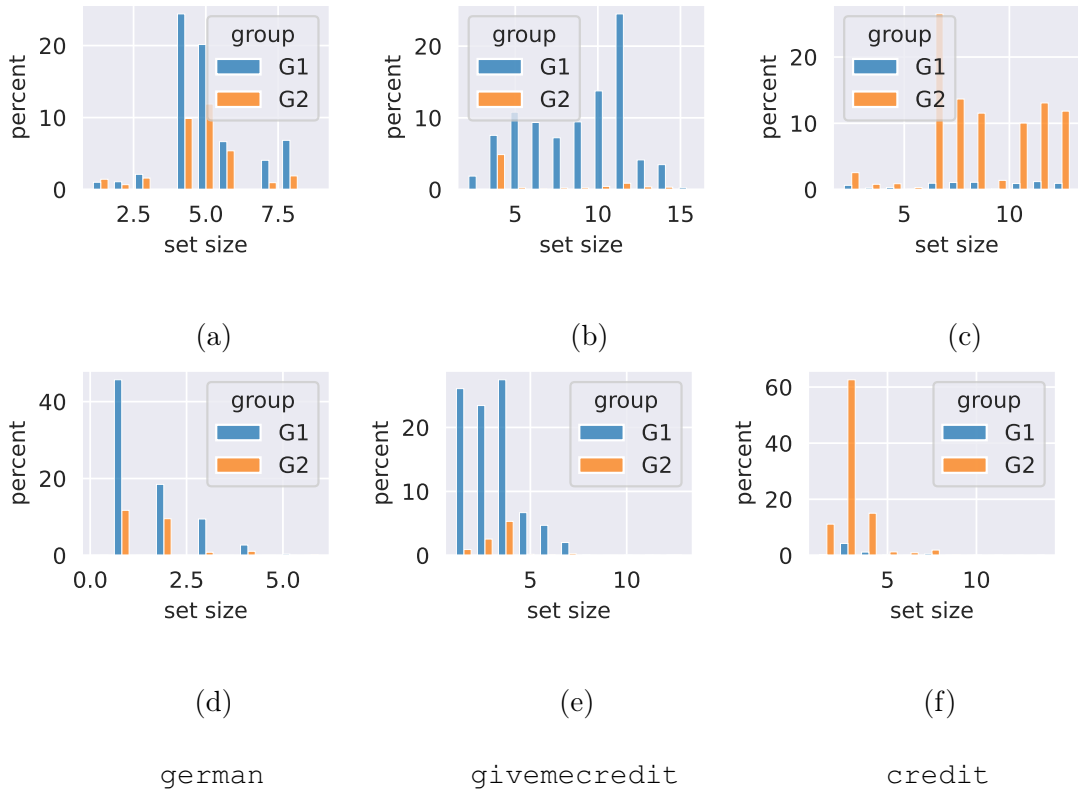 group
G1
G2
percent
20
10
0
2.5 5.0 7.5
set size
(a)
group
G1
G2
percent
20
10
0
5 10 15
set size
(b)
group
G1
G2
percent
20
10
0
5 10
set size
(c)
group
G1
G2
percent
40
20
0
0.0 2.5 5.0
set size
(d)
group
G1
G2
percent
20
10
0
5 10
set size
(e)
group
G1
G2
percent
60
40
20
0
5 10
set size
(f)
german givemecredit credit